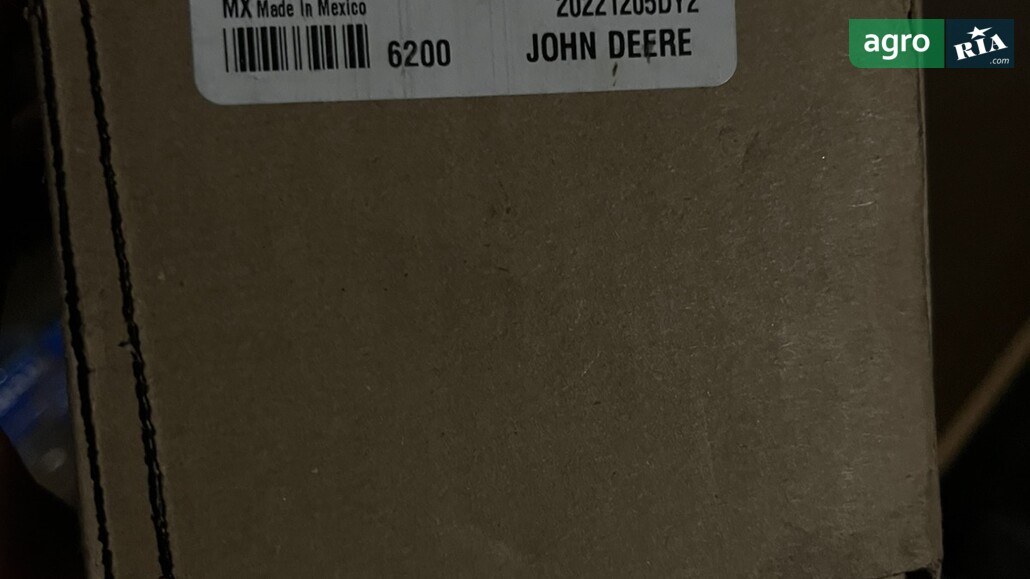 MX Made In Mexico
20221205DY2
6200
JOHN DEERE
agro
RIA
.com